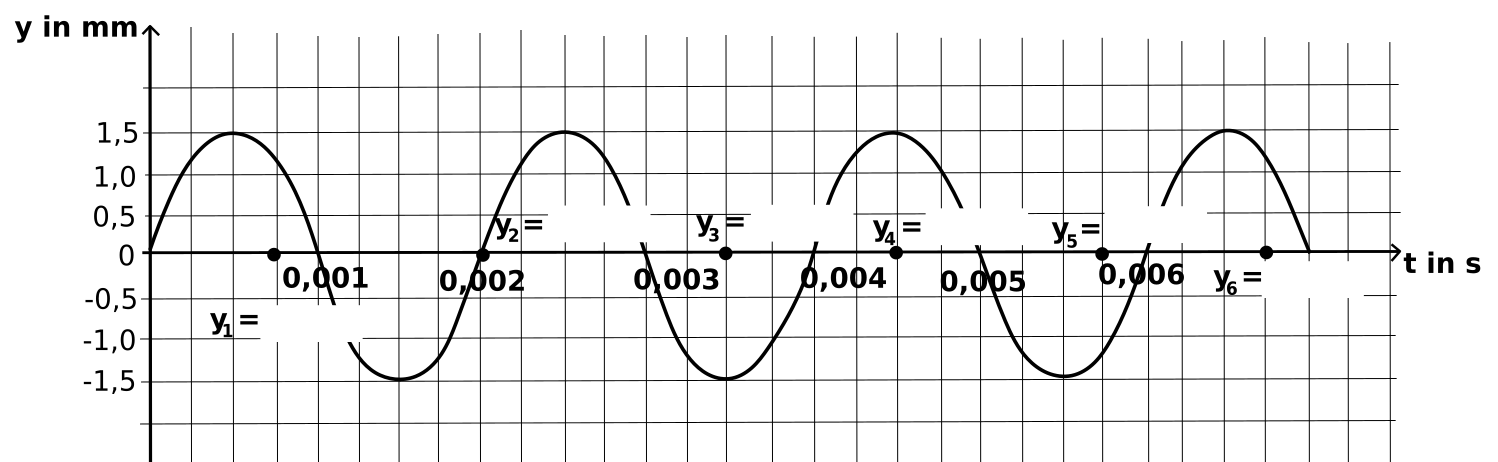 y in mm
1,5
1,0
0,5
0
-0,5
-1,0
-1,5
y2=
y3=
y4=
y5=
0,001
0,002
0,003
0,004
0,005
0,006
y6=
t in s
y1=